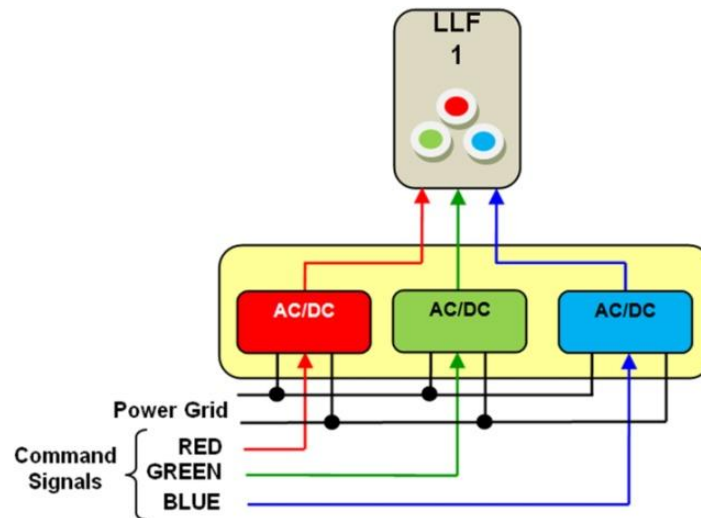 LLF
1
AC/DC
AC/DC
AC/DC
Power Grid
Command
Signals
RED
GREEN
BLUE